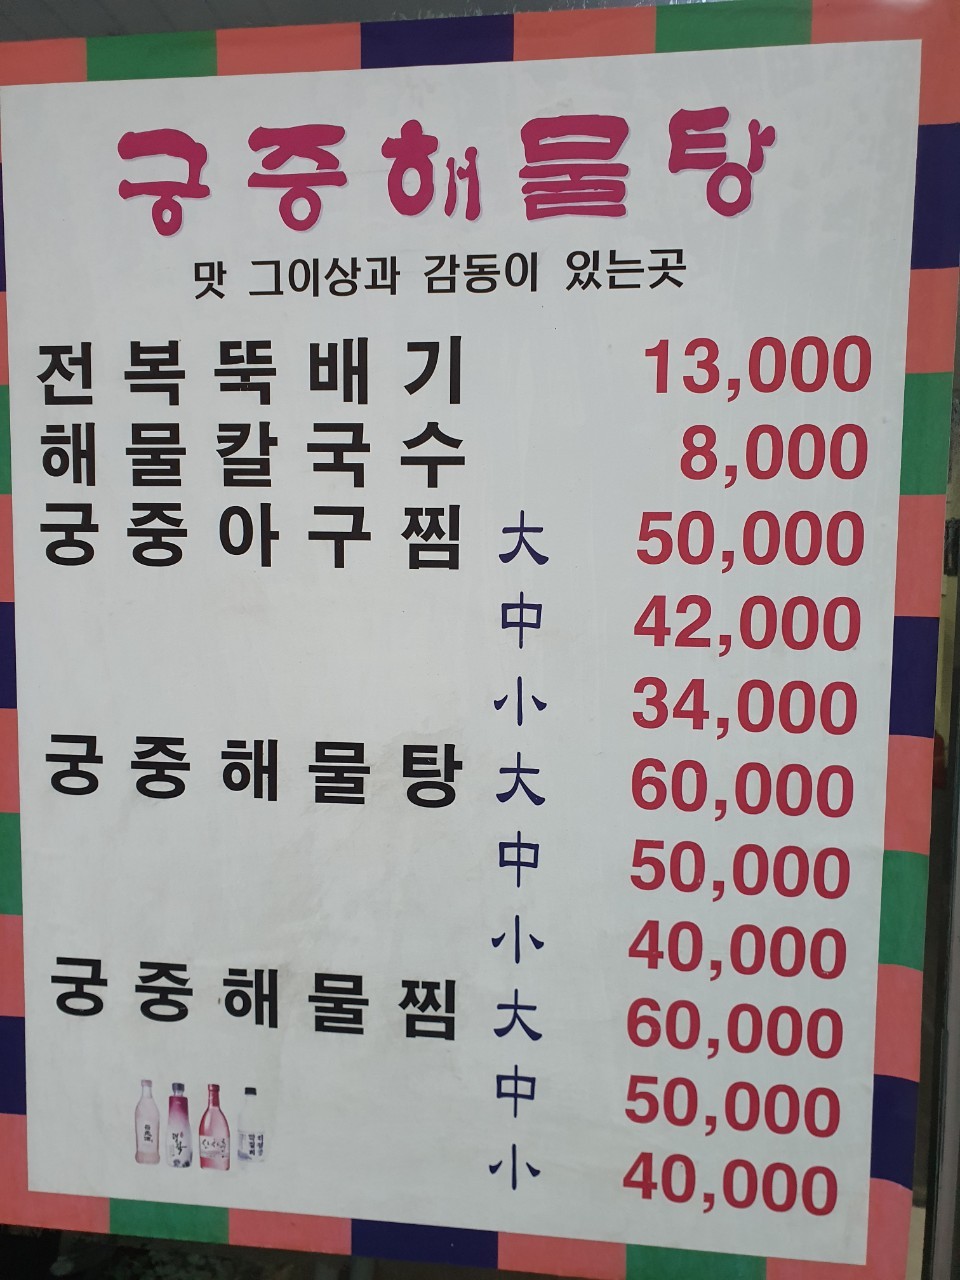 궁중해물탕
맛 그이상과 감동이 있는곳
전복뚝배기 13,000
해물칼국수 8,000
궁중아구찜 大 50,000
中 42,000
小 34,000
궁중해물탕 大 60,000
中 50,000
小 40,000
궁중해물찜 大 60,000
中 50,000
小 40,000